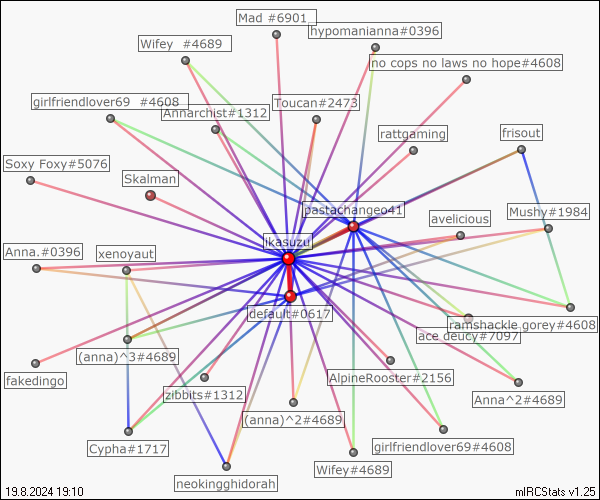 Mad #6901
hypomanianna#0396
Wifey  #4689
no cops no laws no hope#4608
girlfriendlover69  #4608
Toucan#2473
Annarchist#1312
rattgaming
frisout
Soxy Foxy#5076
Skalman
pastachangeo41
avelicious
Mushy#1984
ikasuzu
Anna.#0396
xenoyaut
default#0617
ramshackle gorey#4608
ace deucy#7097
(anna)^3#4689
fakedingo
AlpineRooster#2156
zibbits#1312
Anna^2#4689
(anna)^2#4689
Cypha#1717
girlfriendlover69#4608
Wifey#4689
neokingghidorah
19.8.2024 19:10
mIRCStats v1.25